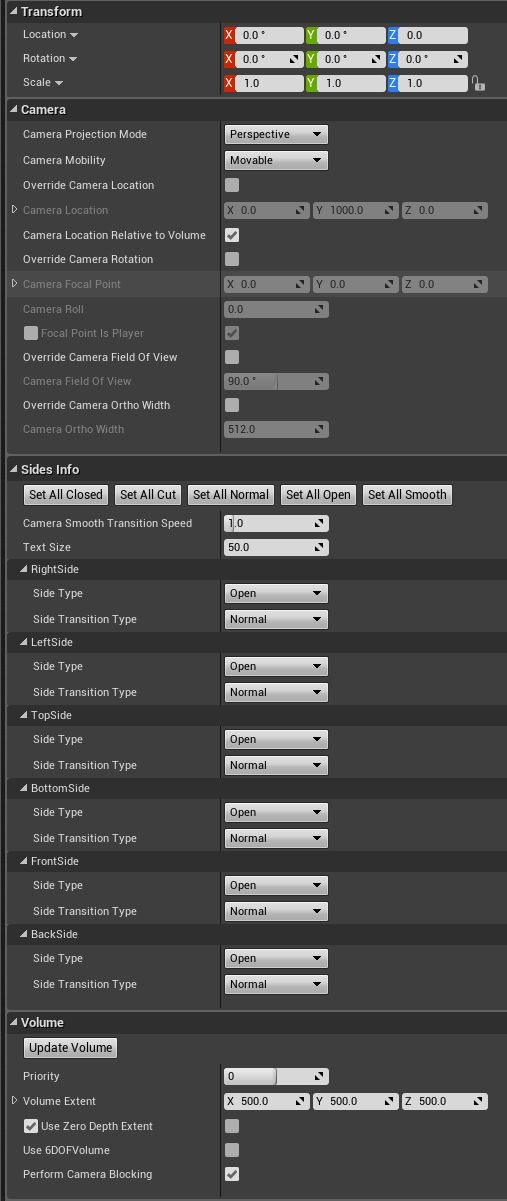 Transform
Location X 0.0 ° Y 0.0 ° Z 0.0
Rotation X 0.0 ° Y 0.0 ° Z 0.0 °
Scale X 1.0 Y 1.0 Z 1.0
Camera
Camera Projection Mode Perspective
Camera Mobility Movable
Override Camera Location
Camera Location X 0.0 Y 1000.0 Z 0.0
Camera Location Relative to Volume
Override Camera Rotation
Camera Focal Point X 0.0 Y 0.0 Z 0.0
Camera Roll 0.0
Focal Point Is Player
Override Camera Field Of View
Camera Field Of View 90.0 °
Override Camera Ortho Width
Camera Ortho Width 512.0
Sides Info
Set All Closed Set All Cut Set All Normal Set All Open Set All Smooth
Camera Smooth Transition Speed 1.0
Text Size 50.0
RightSide
Side Type Open
Side Transition Type Normal
LeftSide
Side Type Open
Side Transition Type Normal
TopSide
Side Type Open
Side Transition Type Normal
BottomSide
Side Type Open
Side Transition Type Normal
FrontSide
Side Type Open
Side Transition Type Normal
BackSide
Side Type Open
Side Transition Type Normal
Volume
Update Volume
Priority 0
Volume Extent X 500.0 Y 500.0 Z 500.0
Use Zero Depth Extent
Use 6DOFVolume
Perform Camera Blocking